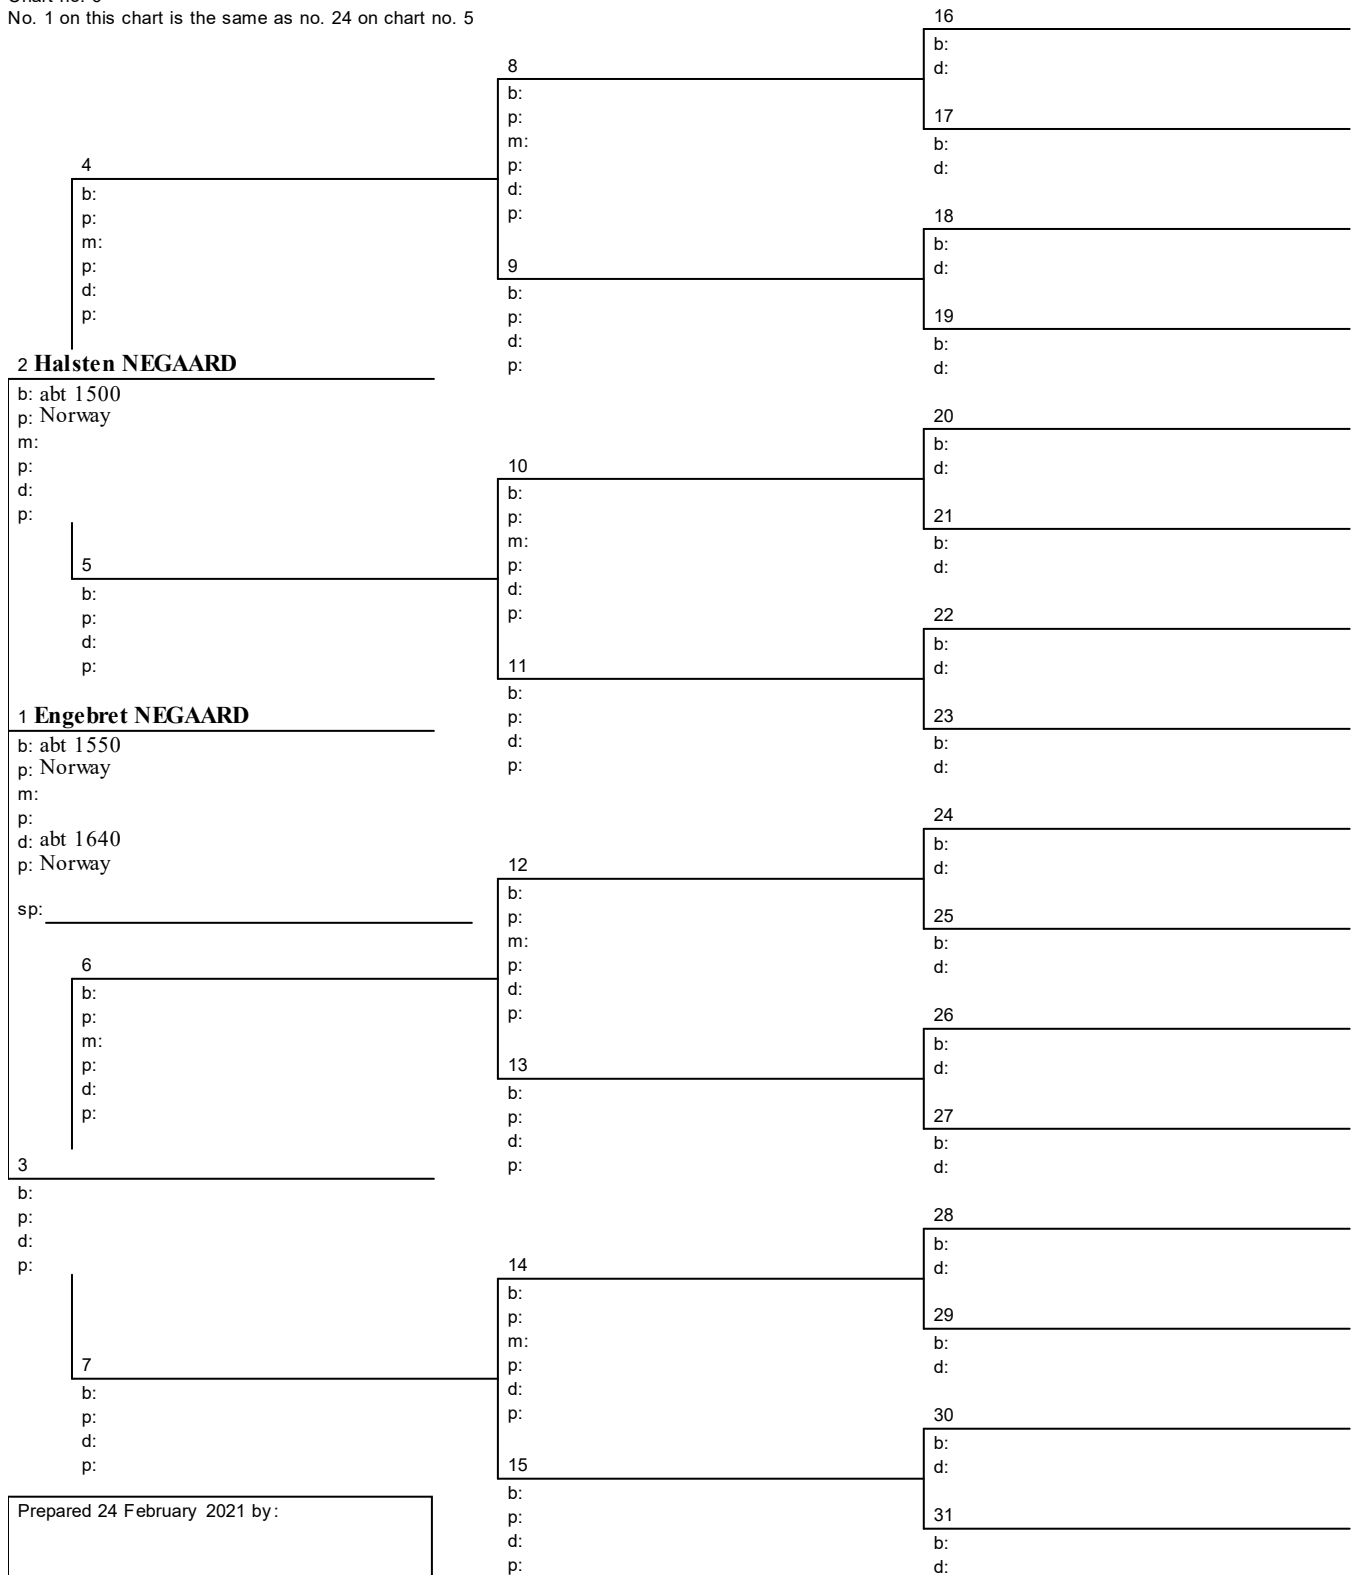 No. 1 on this chart is the same as no. 24 on chart no. 5
16
b:
d:
8
b:
p:
m:
p:
d:
p:
17
b:
d:
4
b:
p:
m:
p:
d:
p:
18
b:
d:
9
b:
p:
d:
p:
19
b:
d:
2 Halsten NEGAARD
b: abt 1500
p: Norway
m:
p:
d:
p:
20
b:
d:
10
b:
p:
m:
p:
d:
p:
21
b:
d:
5
b:
p:
d:
p:
22
b:
d:
11
b:
p:
d:
p:
23
b:
d:
1 Engebret NEGAARD
b: abt 1550
p: Norway
m:
p:
d: abt 1640
p: Norway
sp:
24
b:
d:
12
b:
p:
m:
p:
d:
p:
25
b:
d:
6
b:
p:
m:
p:
d:
p:
26
b:
d:
13
b:
p:
d:
p:
27
b:
d:
3
b:
p:
d:
p:
28
b:
d:
14
b:
p:
m:
p:
d:
p:
29
b:
d:
7
b:
p:
d:
p:
30
b:
d:
15
b:
p:
d:
p:
31
b:
d:
Prepared 24 February 2021 by: